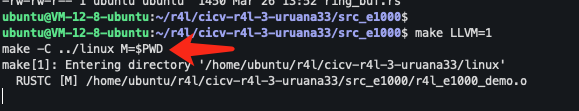 -rw-rw-r-- 1 ubuntu ubuntu 1450 Mar 26 13:52 ring_buf.rs
ubuntu@VM-12-8-ubuntu:~/r4l/cicv-r4l-3-uruana33/src_e1000$
ubuntu@VM-12-8-ubuntu:~/r4l/cicv-r4l-3-uruana33/src_e1000$ make LLVM=1
make -C ../linux M=$PWD
make[1]: Entering directory '/home/ubuntu/r4l/cicv-r4l-3-uruana33/linux'
  RUSTC [M] /home/ubuntu/r4l/cicv-r4l-3-uruana33/src_e1000/r4l_e1000_demo.o